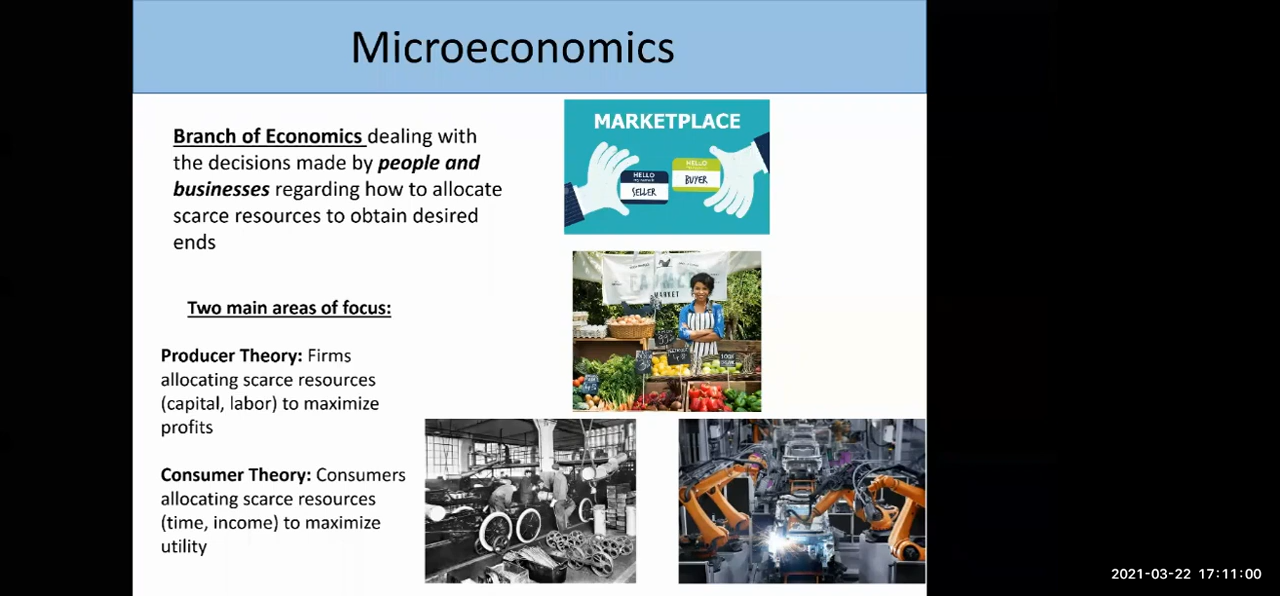 Microeconomics
Branch of Economics dealing with
the decisions made by people and
businesses regarding how to allocate
scarce resources to obtain desired
ends
Two main areas of focus:
Producer Theory: Firms
allocating scarce resources
(capital, labor) to maximize
profits
Consumer Theory: Consumers
allocating scarce resources
(time, income) to maximize
utility
MARKETPLACE
HELLO
SELLER
HELLO
BUYER
MARKET
2021-03-22 17:11:00